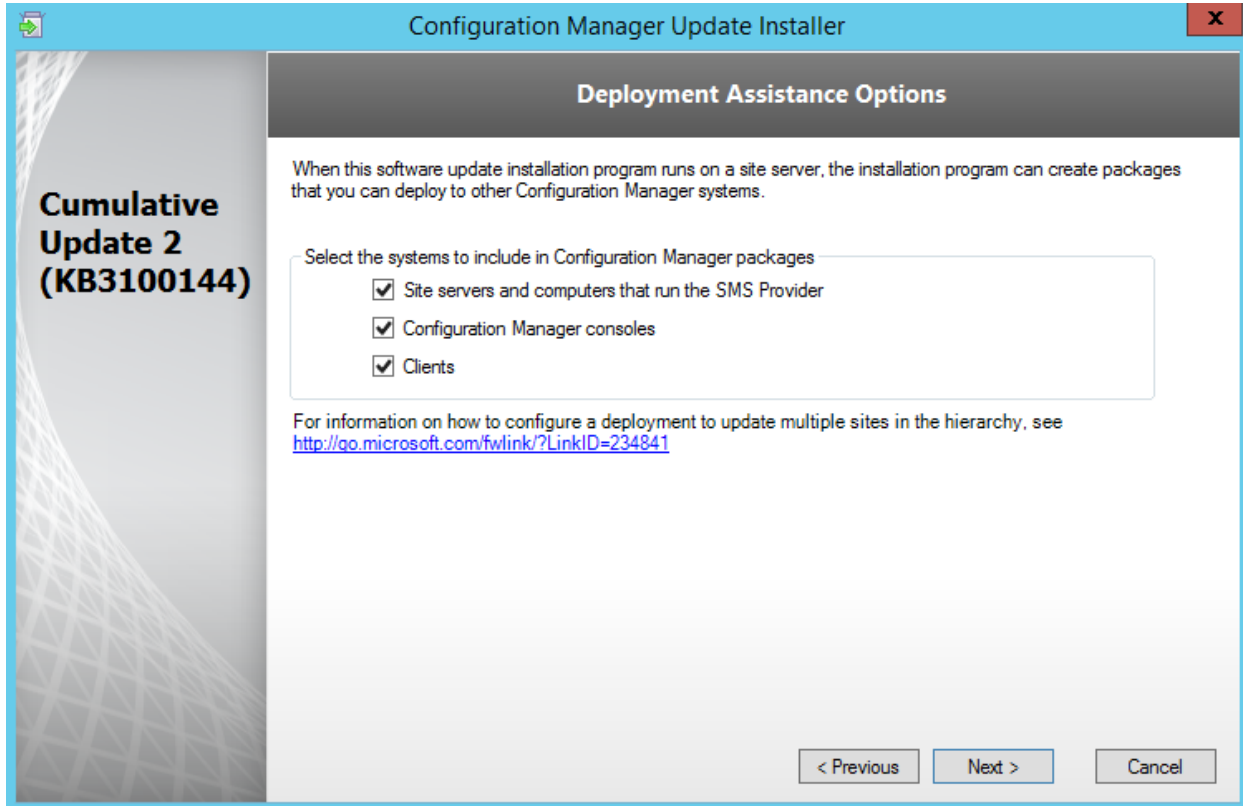 Configuration Manager Update Installer
x
Deployment Assistance Options
Cumulative
Update 2
(KB3100144)
When this software update installation program runs on a site server, the installation program can create packages
that you can deploy to other Configuration Manager systems.
Select the systems to include in Configuration Manager packages
Site servers and computers that run the SMS Provider
Configuration Manager consoles
Clients
For information on how to configure a deployment to update multiple sites in the hierarchy, see
http://go.microsoft.com/fwlink/?LinkID=234841
< Previous
Next >
Cancel